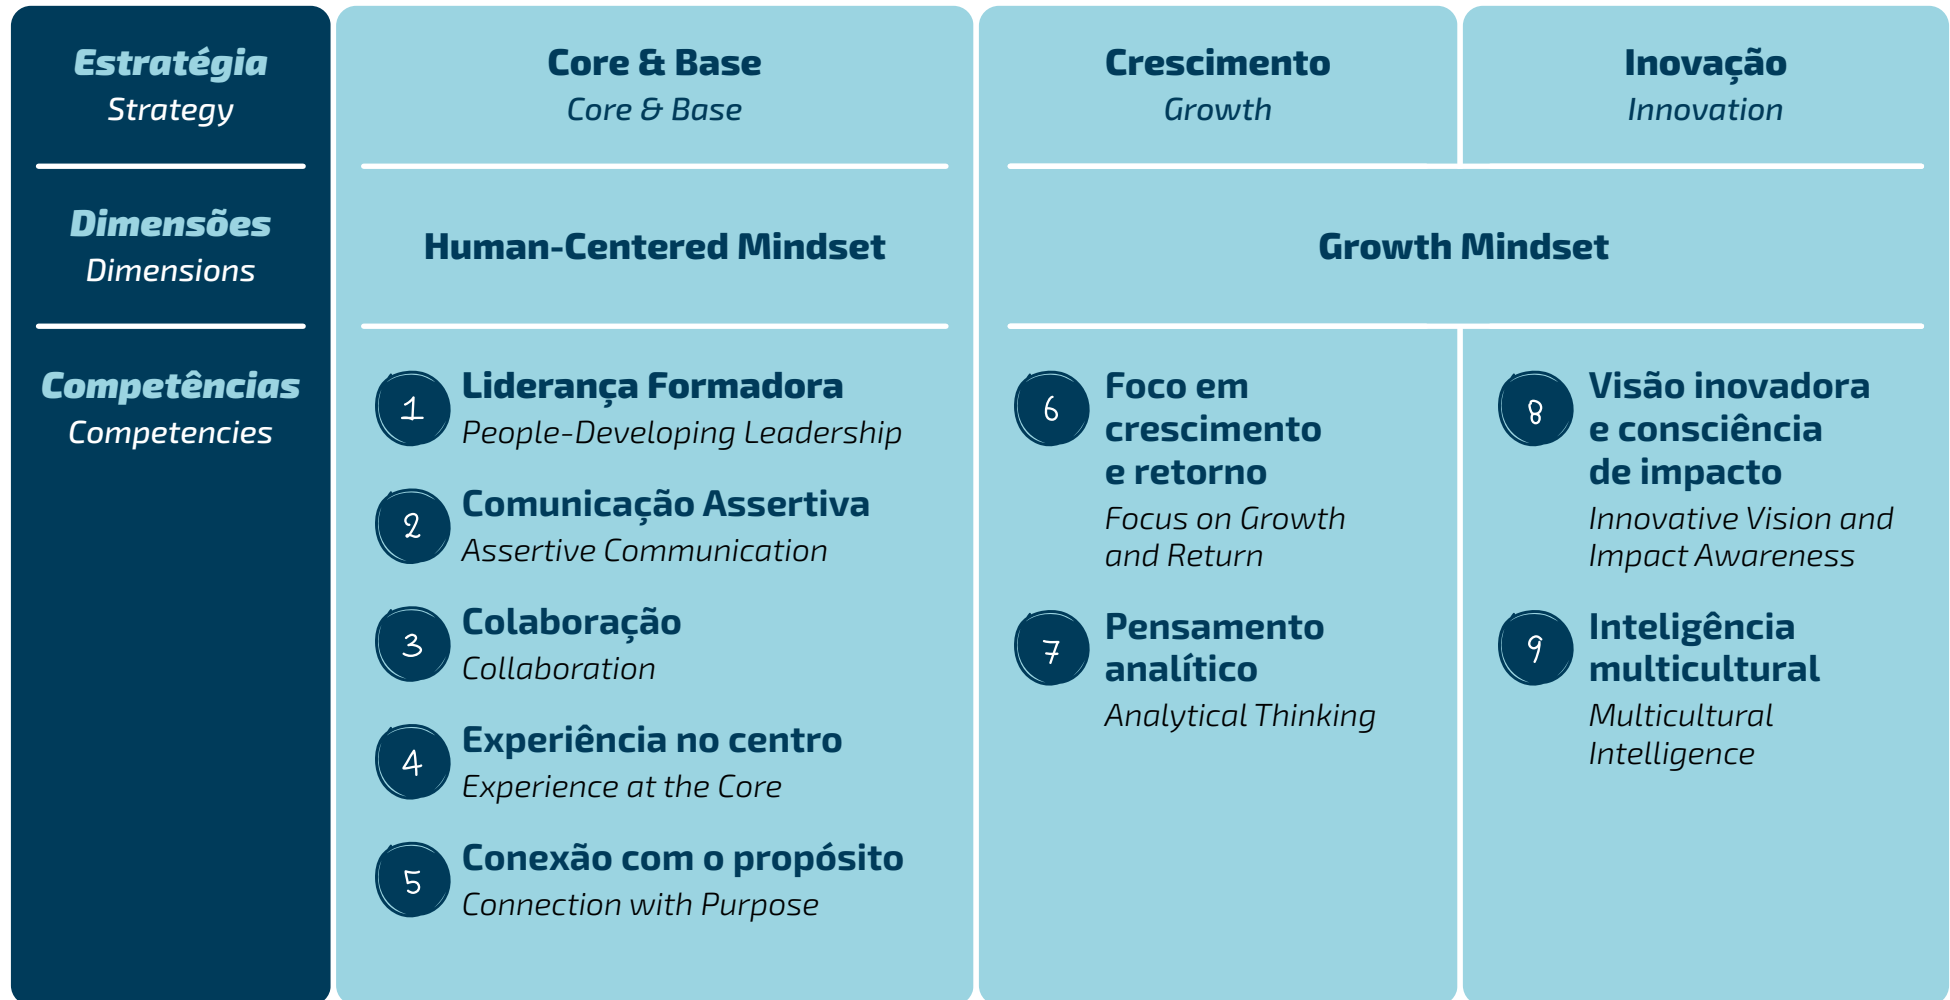 Estratégia
Strategy
Core & Base
Core & Base
Crescimento
Growth
Inovação
Innovation
Dimensões
Dimensions
Human-Centered Mindset
Growth Mindset
Competências
Competencies
1
Liderança Formadora
People-Developing Leadership
2
Comunicação Assertiva
Assertive Communication
3
Colaboração
Collaboration
4
Experiência no centro
Experience at the Core
5
Conexão com o propósito
Connection with Purpose
6
Foco em
crescimento
e retorno
Focus on Growth
and Return
7
Pensamento
analítico
Analytical Thinking
8
Visão inovadora
e consciência
de impacto
Innovative Vision and
Impact Awareness
9
Inteligência
multicultural
Multicultural
Intelligence